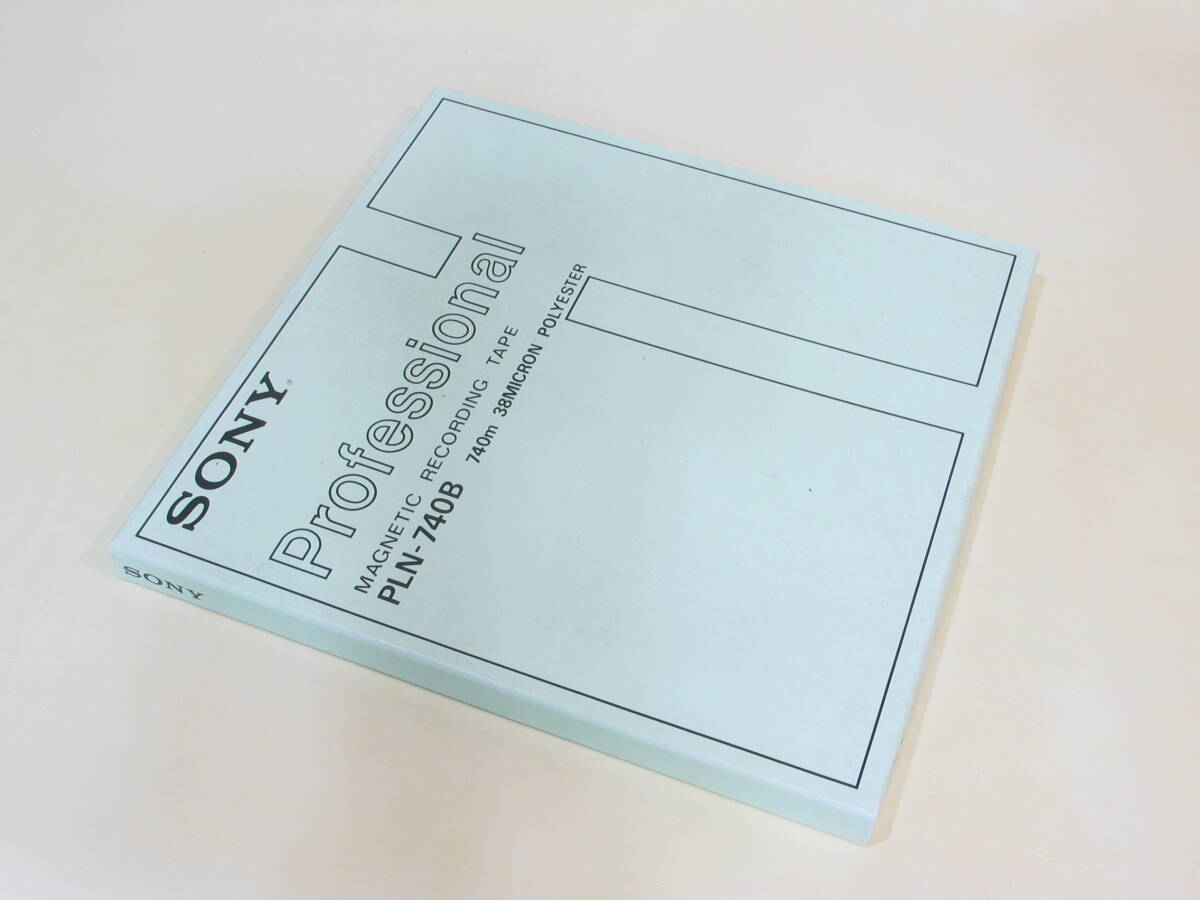 SONY®
Professional
MAGNETIC RECORDING TAPE
PLN-740B 740m 38MICRON POLYESTER
SONY